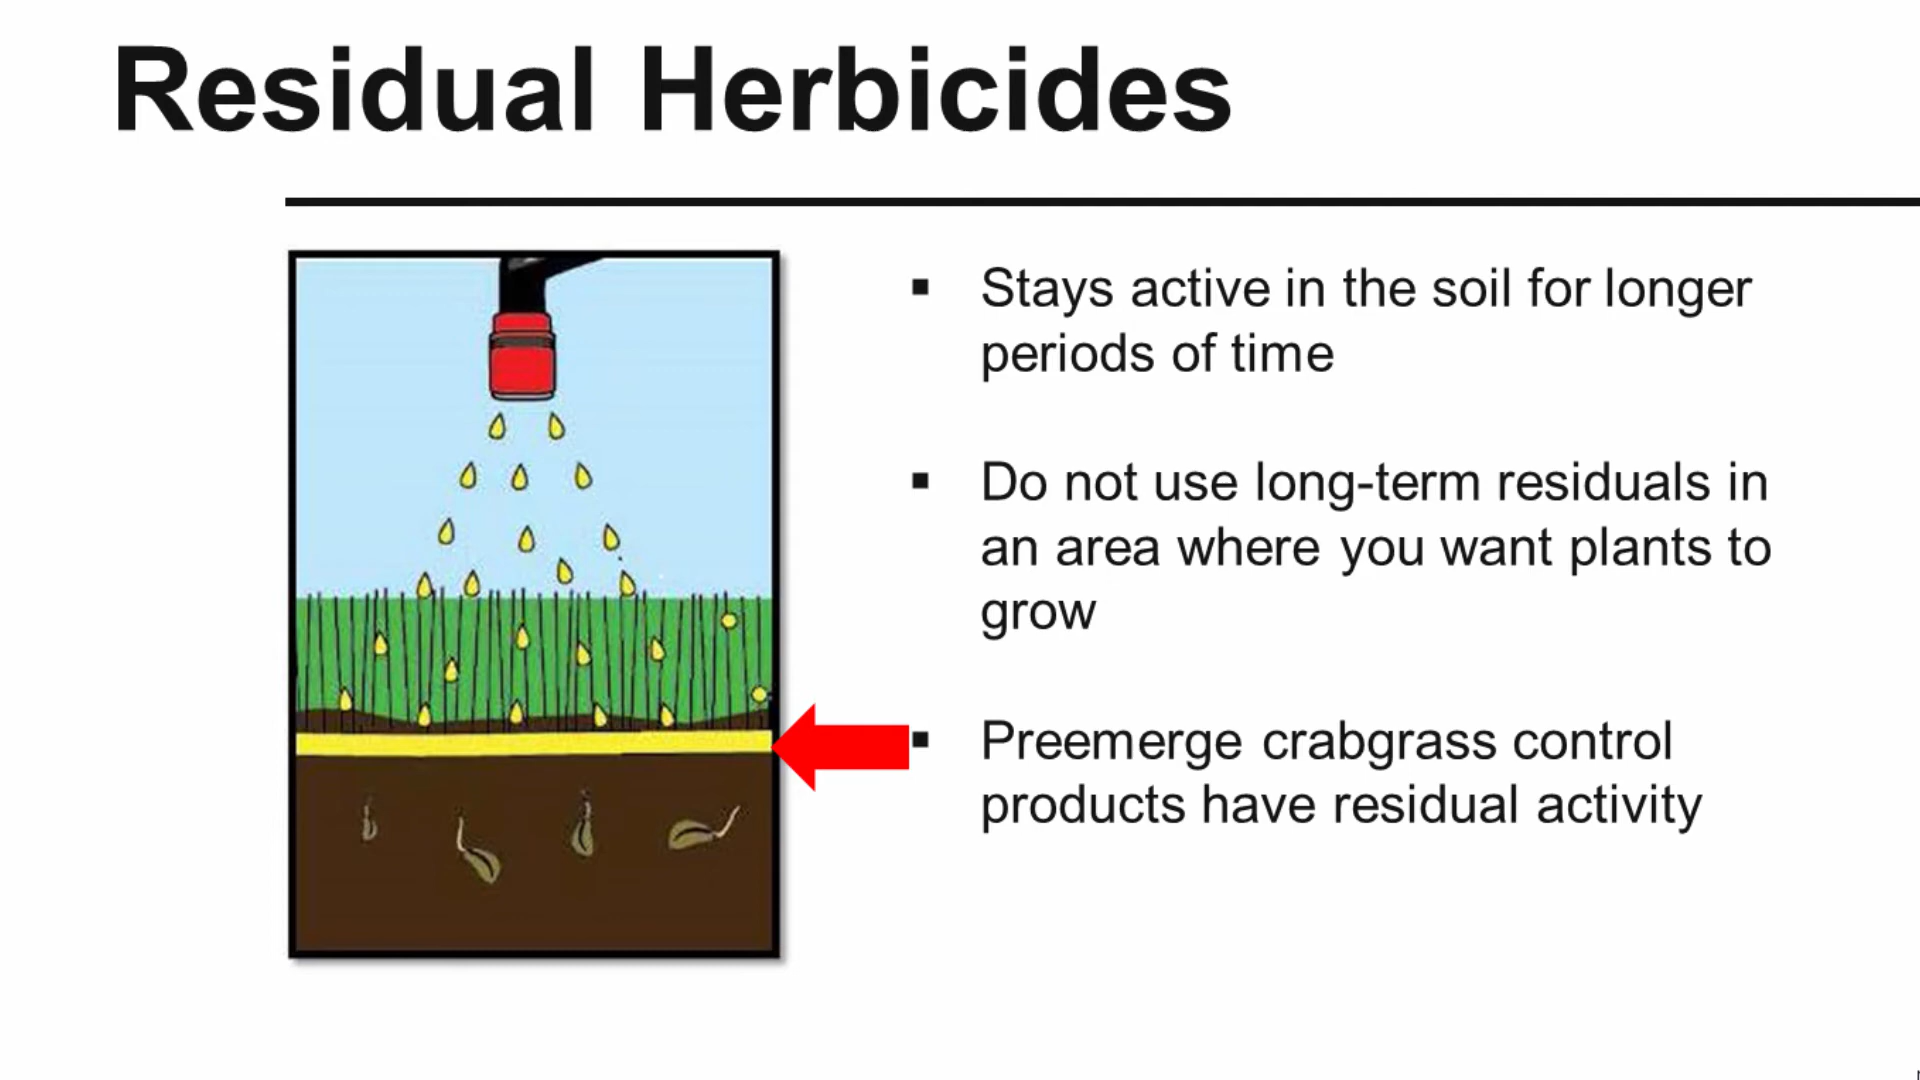 Residual Herbicides
▪ Stays active in the soil for longer
periods of time
▪ Do not use long-term residuals in
an area where you want plants to
grow
▪ Preemerge crabgrass control
products have residual activity